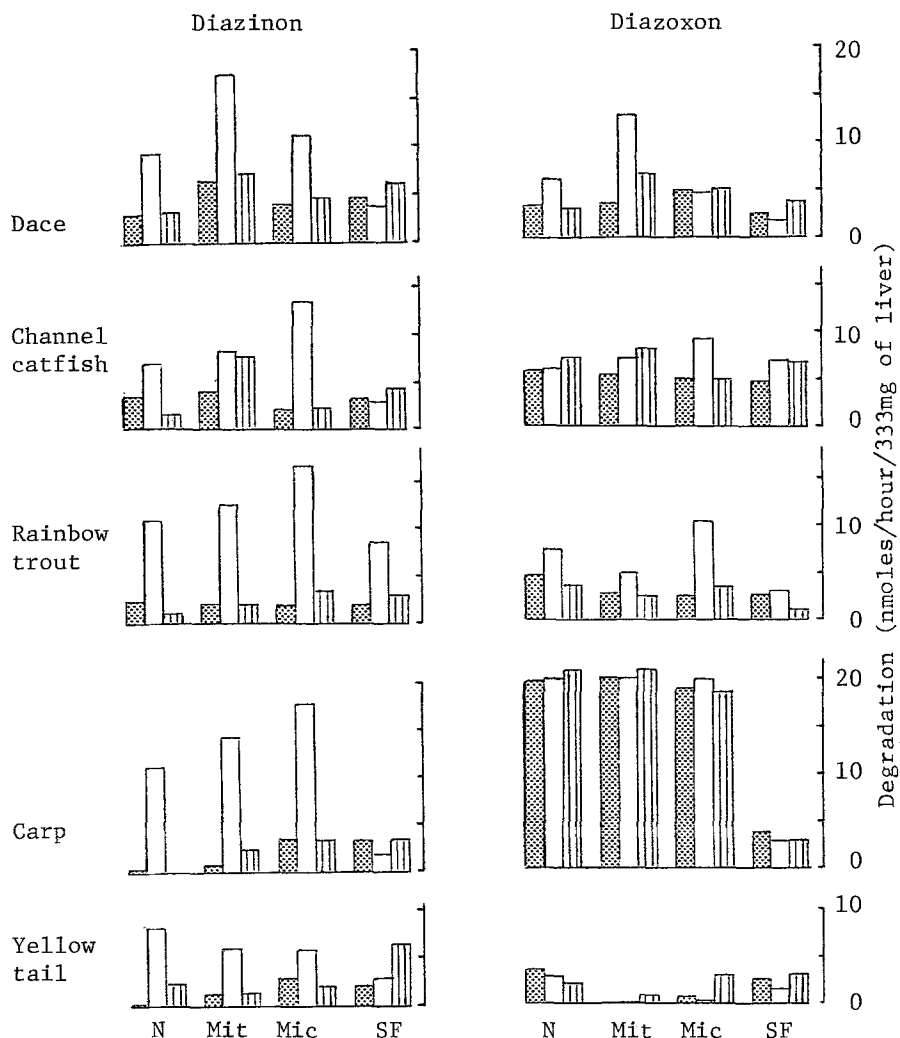 Diazinon
Diazoxon
20
10
0
Dace
Channel
catfish
10
0
Rainbow
trout
10
0
Carp
20
10
0
Yellow
tail
10
0
Degradation (nmoles/hour/333mg of liver)
N Mit Mic SF
N Mit Mic SF